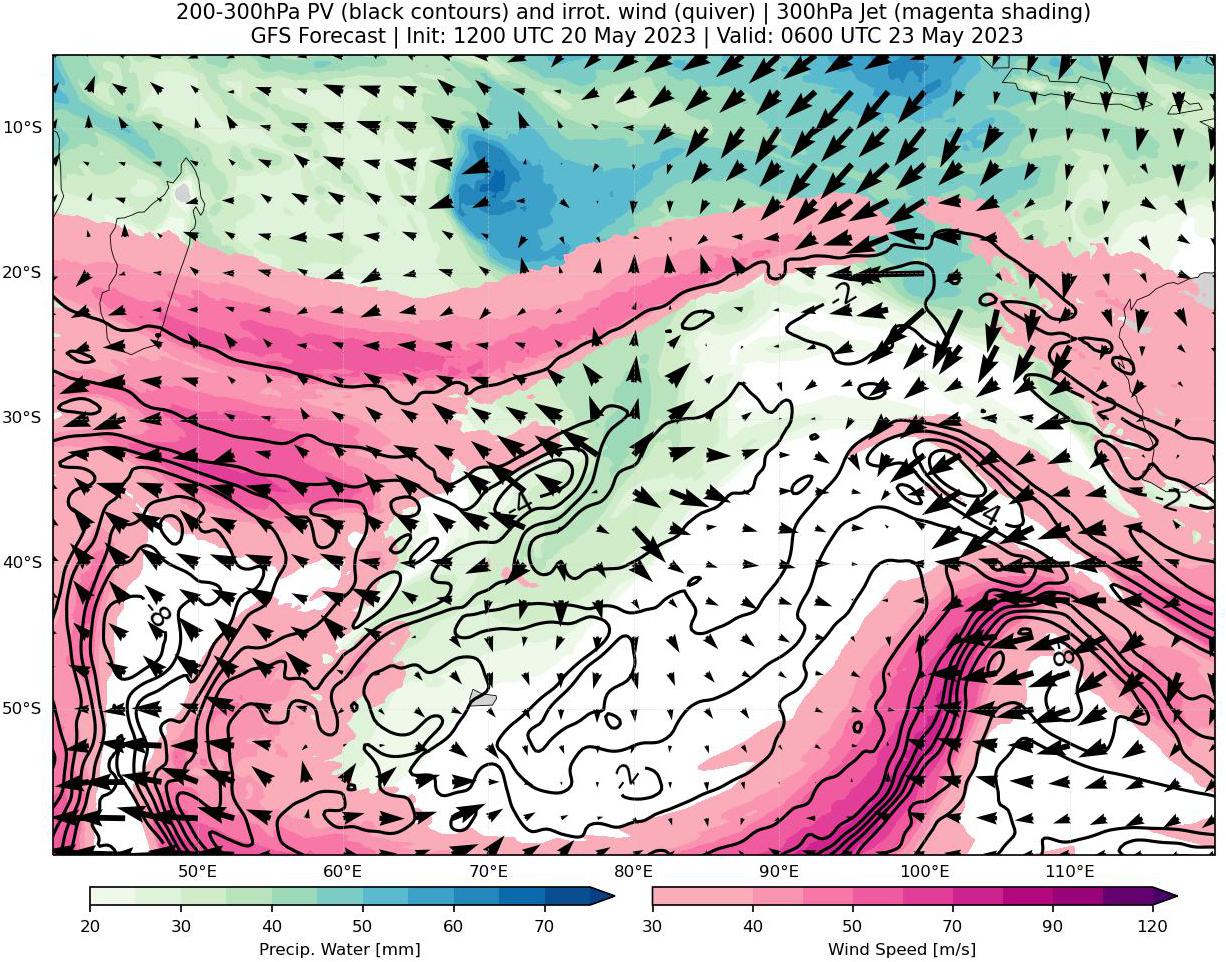 200-300hPa PV (black contours) and irrot. wind (quiver) | 300hPa Jet (magenta shading)
GFS Forecast | Init: 1200 UTC 20 May 2023 | Valid: 0600 UTC 23 May 2023
10°S
20°S
-2
30°S
-2
-4
-4
-2
40°S
-8
-8
50°S
-2
50°E 60°E 70°E 80°E 90°E 100°E 110°E
20 30 40 50 60 70 30 40 50 70 90 120
Precip. Water [mm] Wind Speed [m/s]